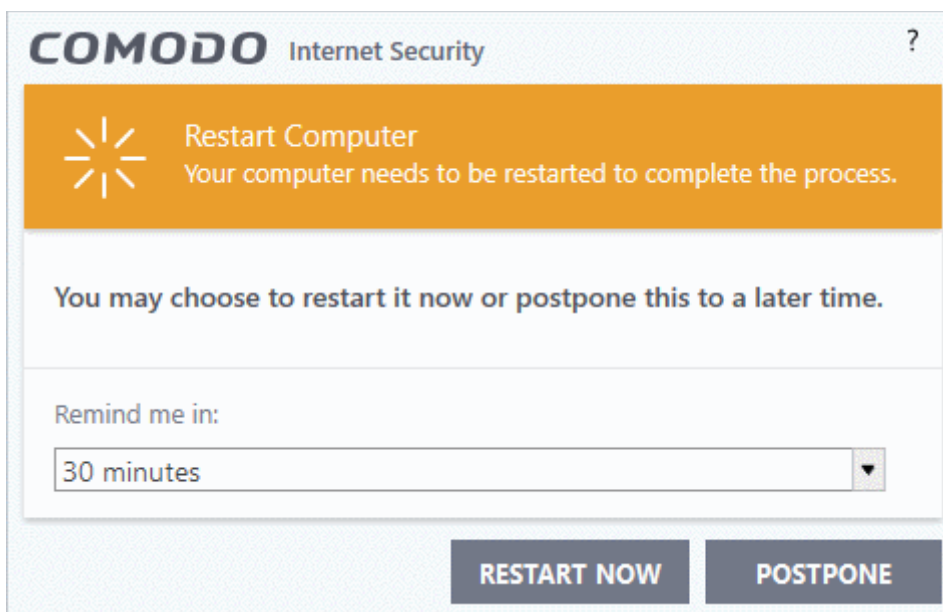 COMODO Internet Security ?
Restart Computer
Your computer needs to be restarted to complete the process.
You may choose to restart it now or postpone this to a later time.
Remind me in:
30 minutes
RESTART NOW POSTPONE